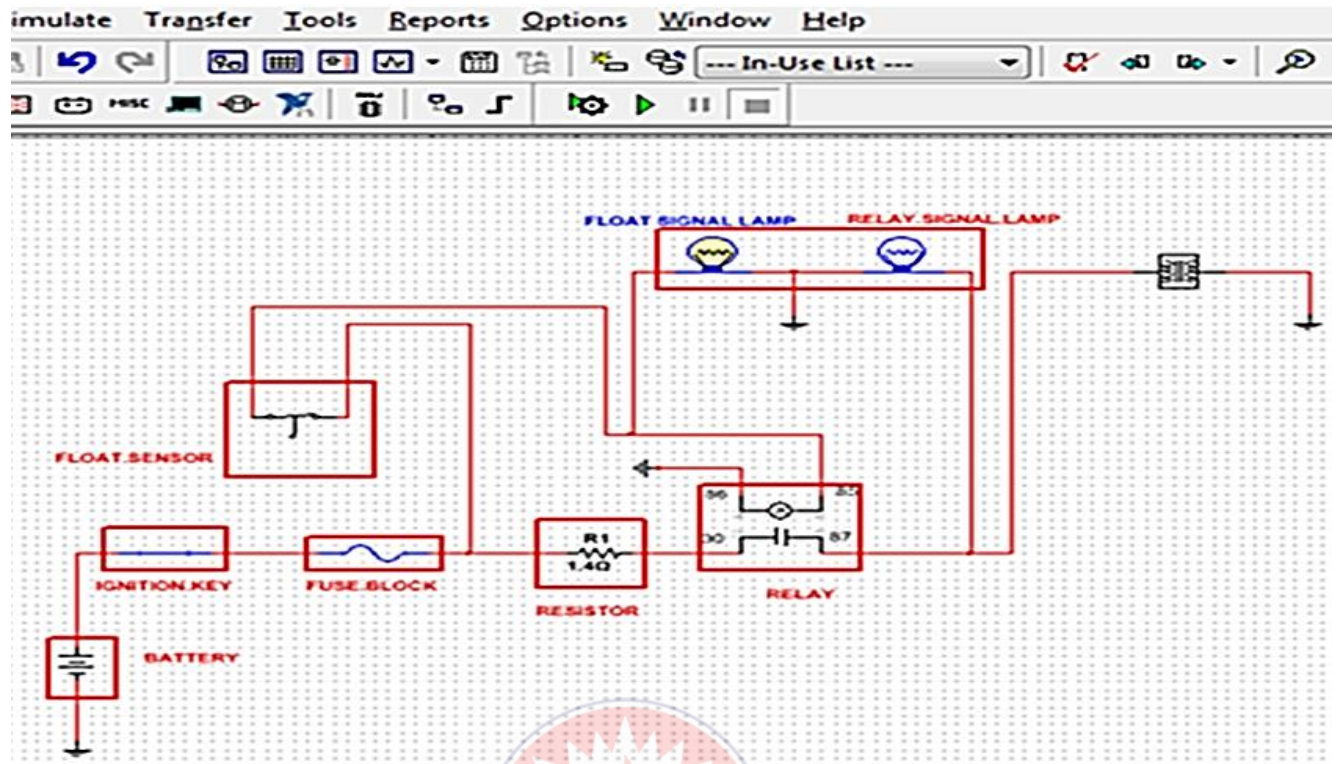 imulate Transfer Tools Reports Options Window Help
--- In-Use List ---
MISC
FLOAT.SIGNAL.LAMP RELAY.SIGNAL.LAMP
FLOAT.SENSOR
86 85
30 87
R1
1.4Ω
IGNITION.KEY FUSE.BLOCK
RELAY
RESISTOR
BATTERY